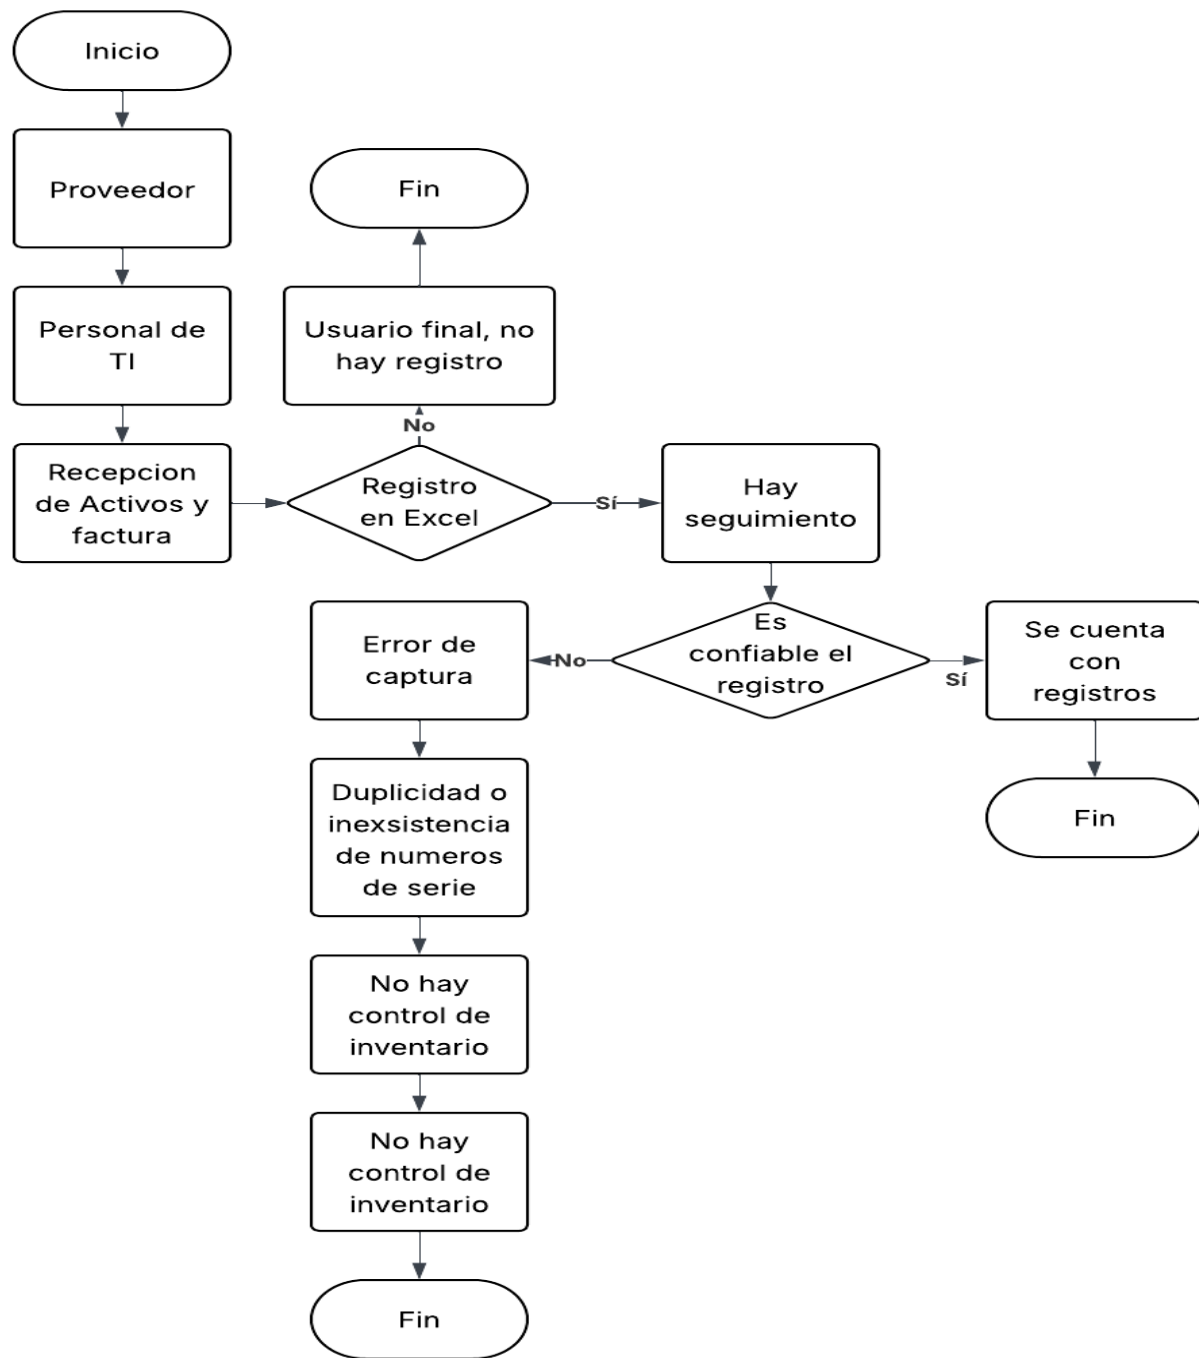 Inicio
Proveedor
Personal de
TI
Recepcion
de Activos y
factura
Registro
en Excel
No
Usuario final, no
hay registro
Fin
Sí
Hay
seguimiento
Es
confiable el
registro
Sí
Se cuenta
con
registros
Fin
No
Error de
captura
Duplicidad o
inexsistencia
de numeros
de serie
No hay
control de
inventario
No hay
control de
inventario
Fin